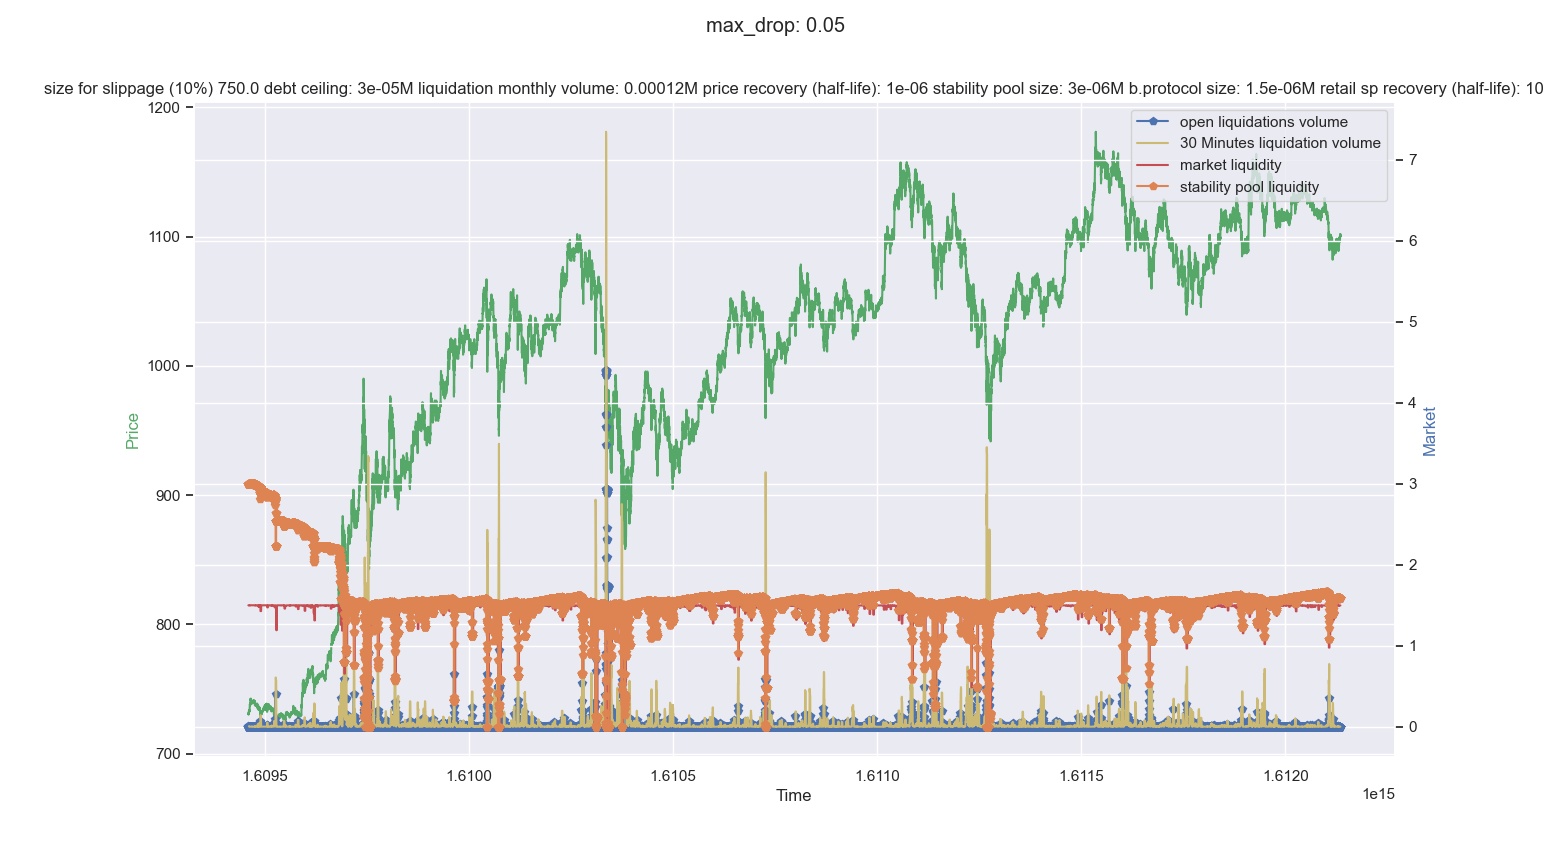 max_drop: 0.05
size for slippage (10%) 750.0 debt ceiling: 3e-05M liquidation monthly volume: 0.00012M price recovery (half-life): 1e-06 stability pool size: 3e-06M b.protocol size: 1.5e-06M retail sp recovery (half-life): 10
open liquidations volume
30 Minutes liquidation volume
market liquidity
stability pool liquidity
1200
1100
1000
900
800
700
Price
7
6
5
4
3
2
1
0
Market
1.6095 1.6100 1.6105 1.6110 1.6115 1.6120
Time
1e15